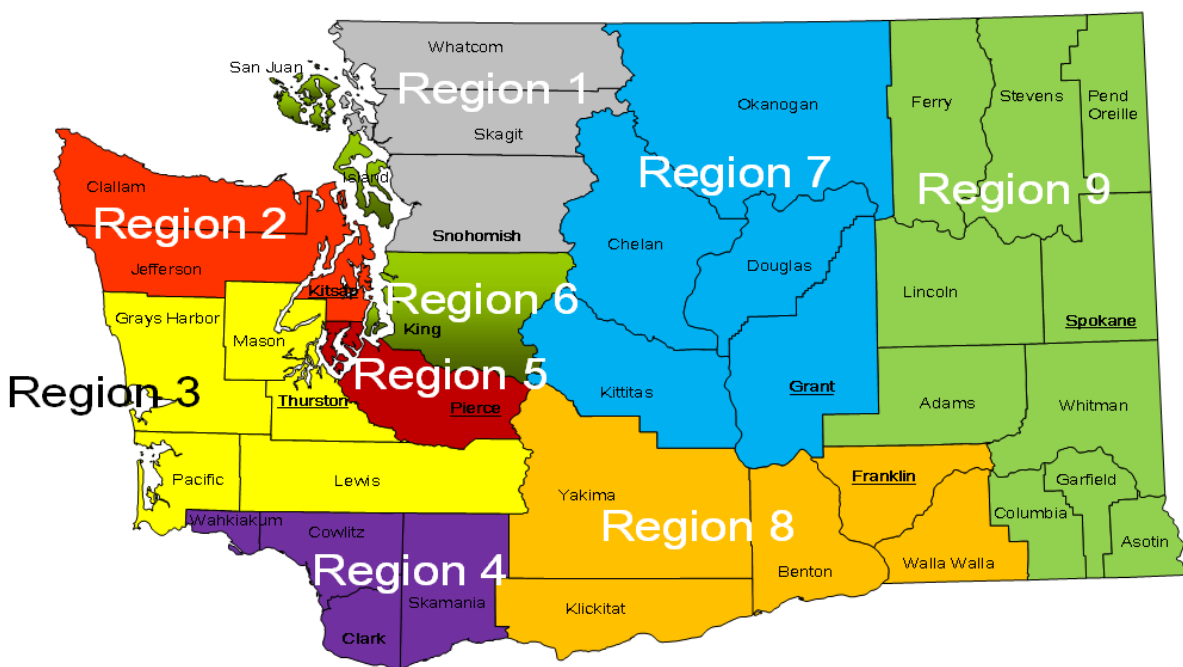 Whatcom
San Juan
Region 1
Okanogan
Ferry
Stevens
Pend
Oreille
Skagit
Island
Region 7
Clallam
Region 2
Region 9
Snohomish
Chelan
Douglas
Jefferson
Kitsap
Region 6
Lincoln
Grays Harbor
Mason
King
Spokane
Region 3
Region 5
Thurston
Pierce
Kittitas
Grant
Adams
Whitman
Pacific
Lewis
Yakima
Franklin
Garfield
Columbia
Wahkiakum
Cowlitz
Region 8
Asotin
Region 4
Benton
Walla Walla
Skamania
Klickitat
Clark